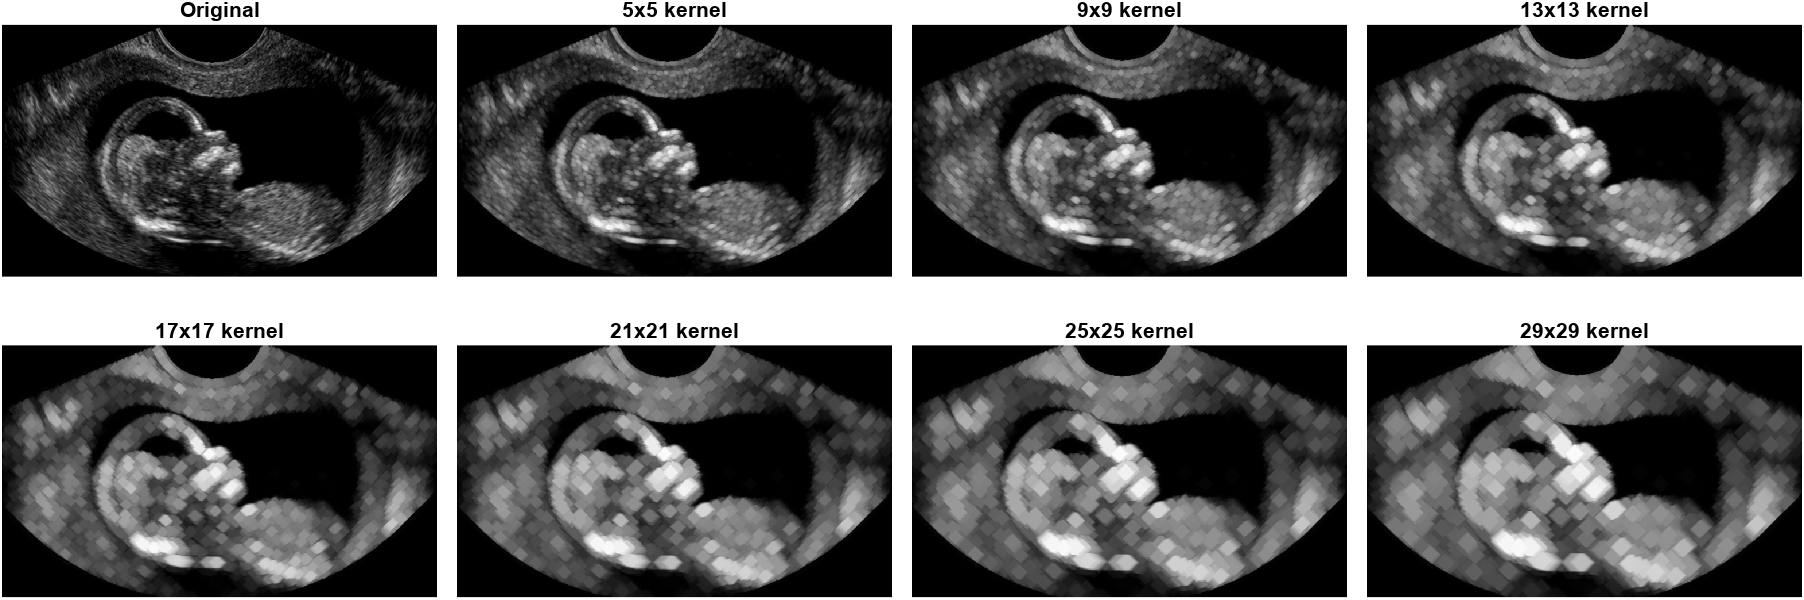 Original
5x5 kernel
9x9 kernel
13x13 kernel
17x17 kernel
21x21 kernel
25x25 kernel
29x29 kernel